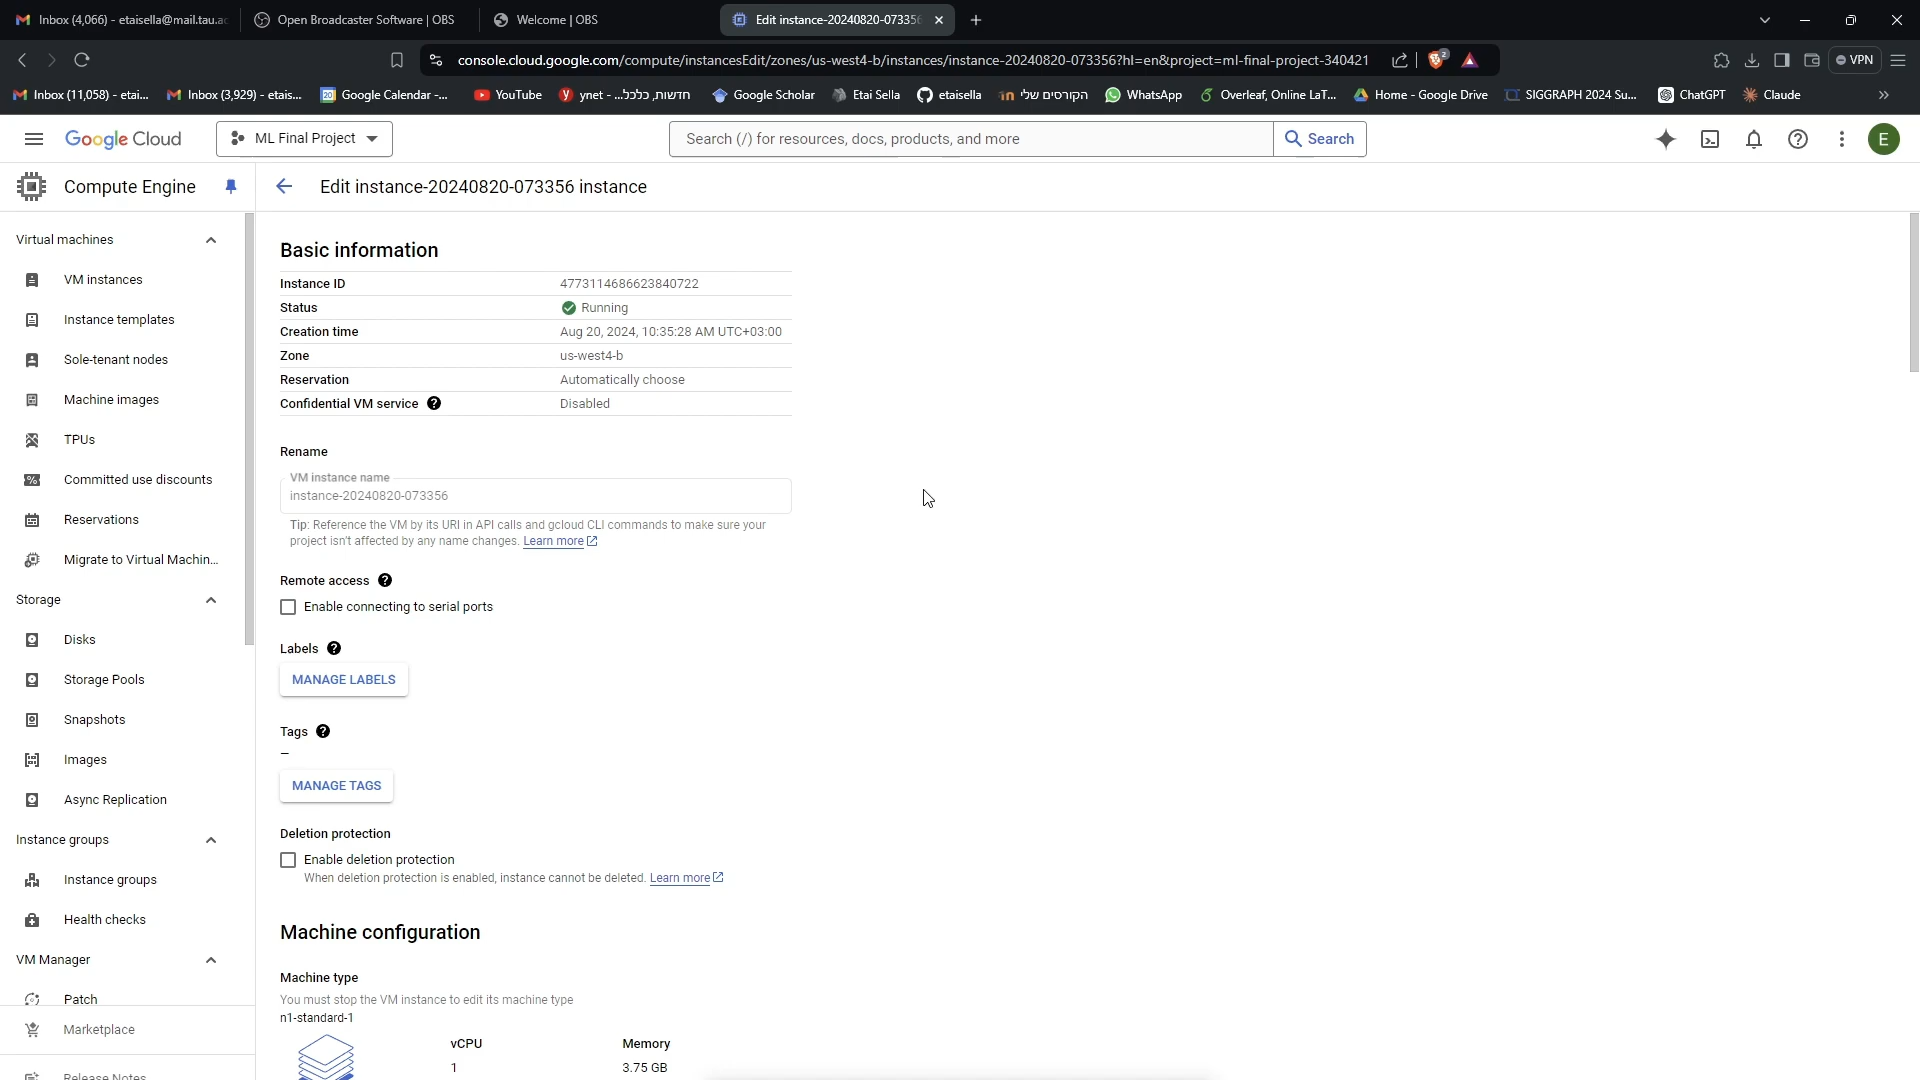 Inbox (4,066) - etaisella@mail.tau.ac
Open Broadcaster Software | OBS
Welcome | OBS
Edit instance-20240820-073356
console.cloud.google.com/compute/instancesEdit/zones/us-west4-b/instances/instance-20240820-073356?hl=en&project=ml-final-project-340421
2
VPN
Inbox (11,058) - etai...
Inbox (3,929) - etais...
20 Google Calendar -...
YouTube
ynet - ...חדשות, כלכל
Google Scholar
Etai Sella
etaisella
הקורסים שלי
WhatsApp
Overleaf, Online LaT...
Home - Google Drive
SIGGRAPH 2024 Su...
ChatGPT
Claude
Google Cloud
ML Final Project
Search (/) for resources, docs, products, and more
Search
E
Compute Engine
Edit instance-20240820-073356 instance
Virtual machines
VM instances
Instance templates
Sole-tenant nodes
Machine images
TPUs
Committed use discounts
Reservations
Migrate to Virtual Machin...
Storage
Disks
Storage Pools
Snapshots
Images
Async Replication
Instance groups
Instance groups
Health checks
VM Manager
Patch
Marketplace
Release Notes
Basic information
Instance ID 4773114686623840722
Status Running
Creation time Aug 20, 2024, 10:35:28 AM UTC+03:00
Zone us-west4-b
Reservation Automatically choose
Confidential VM service Disabled
Rename
VM instance name
instance-20240820-073356
Tip: Reference the VM by its URI in API calls and gcloud CLI commands to make sure your
project isn't affected by any name changes. Learn more
Remote access
Enable connecting to serial ports
Labels
MANAGE LABELS
Tags
–
MANAGE TAGS
Deletion protection
Enable deletion protection
When deletion protection is enabled, instance cannot be deleted. Learn more
Machine configuration
Machine type
You must stop the VM instance to edit its machine type
n1-standard-1
vCPU Memory
1 3.75 GB